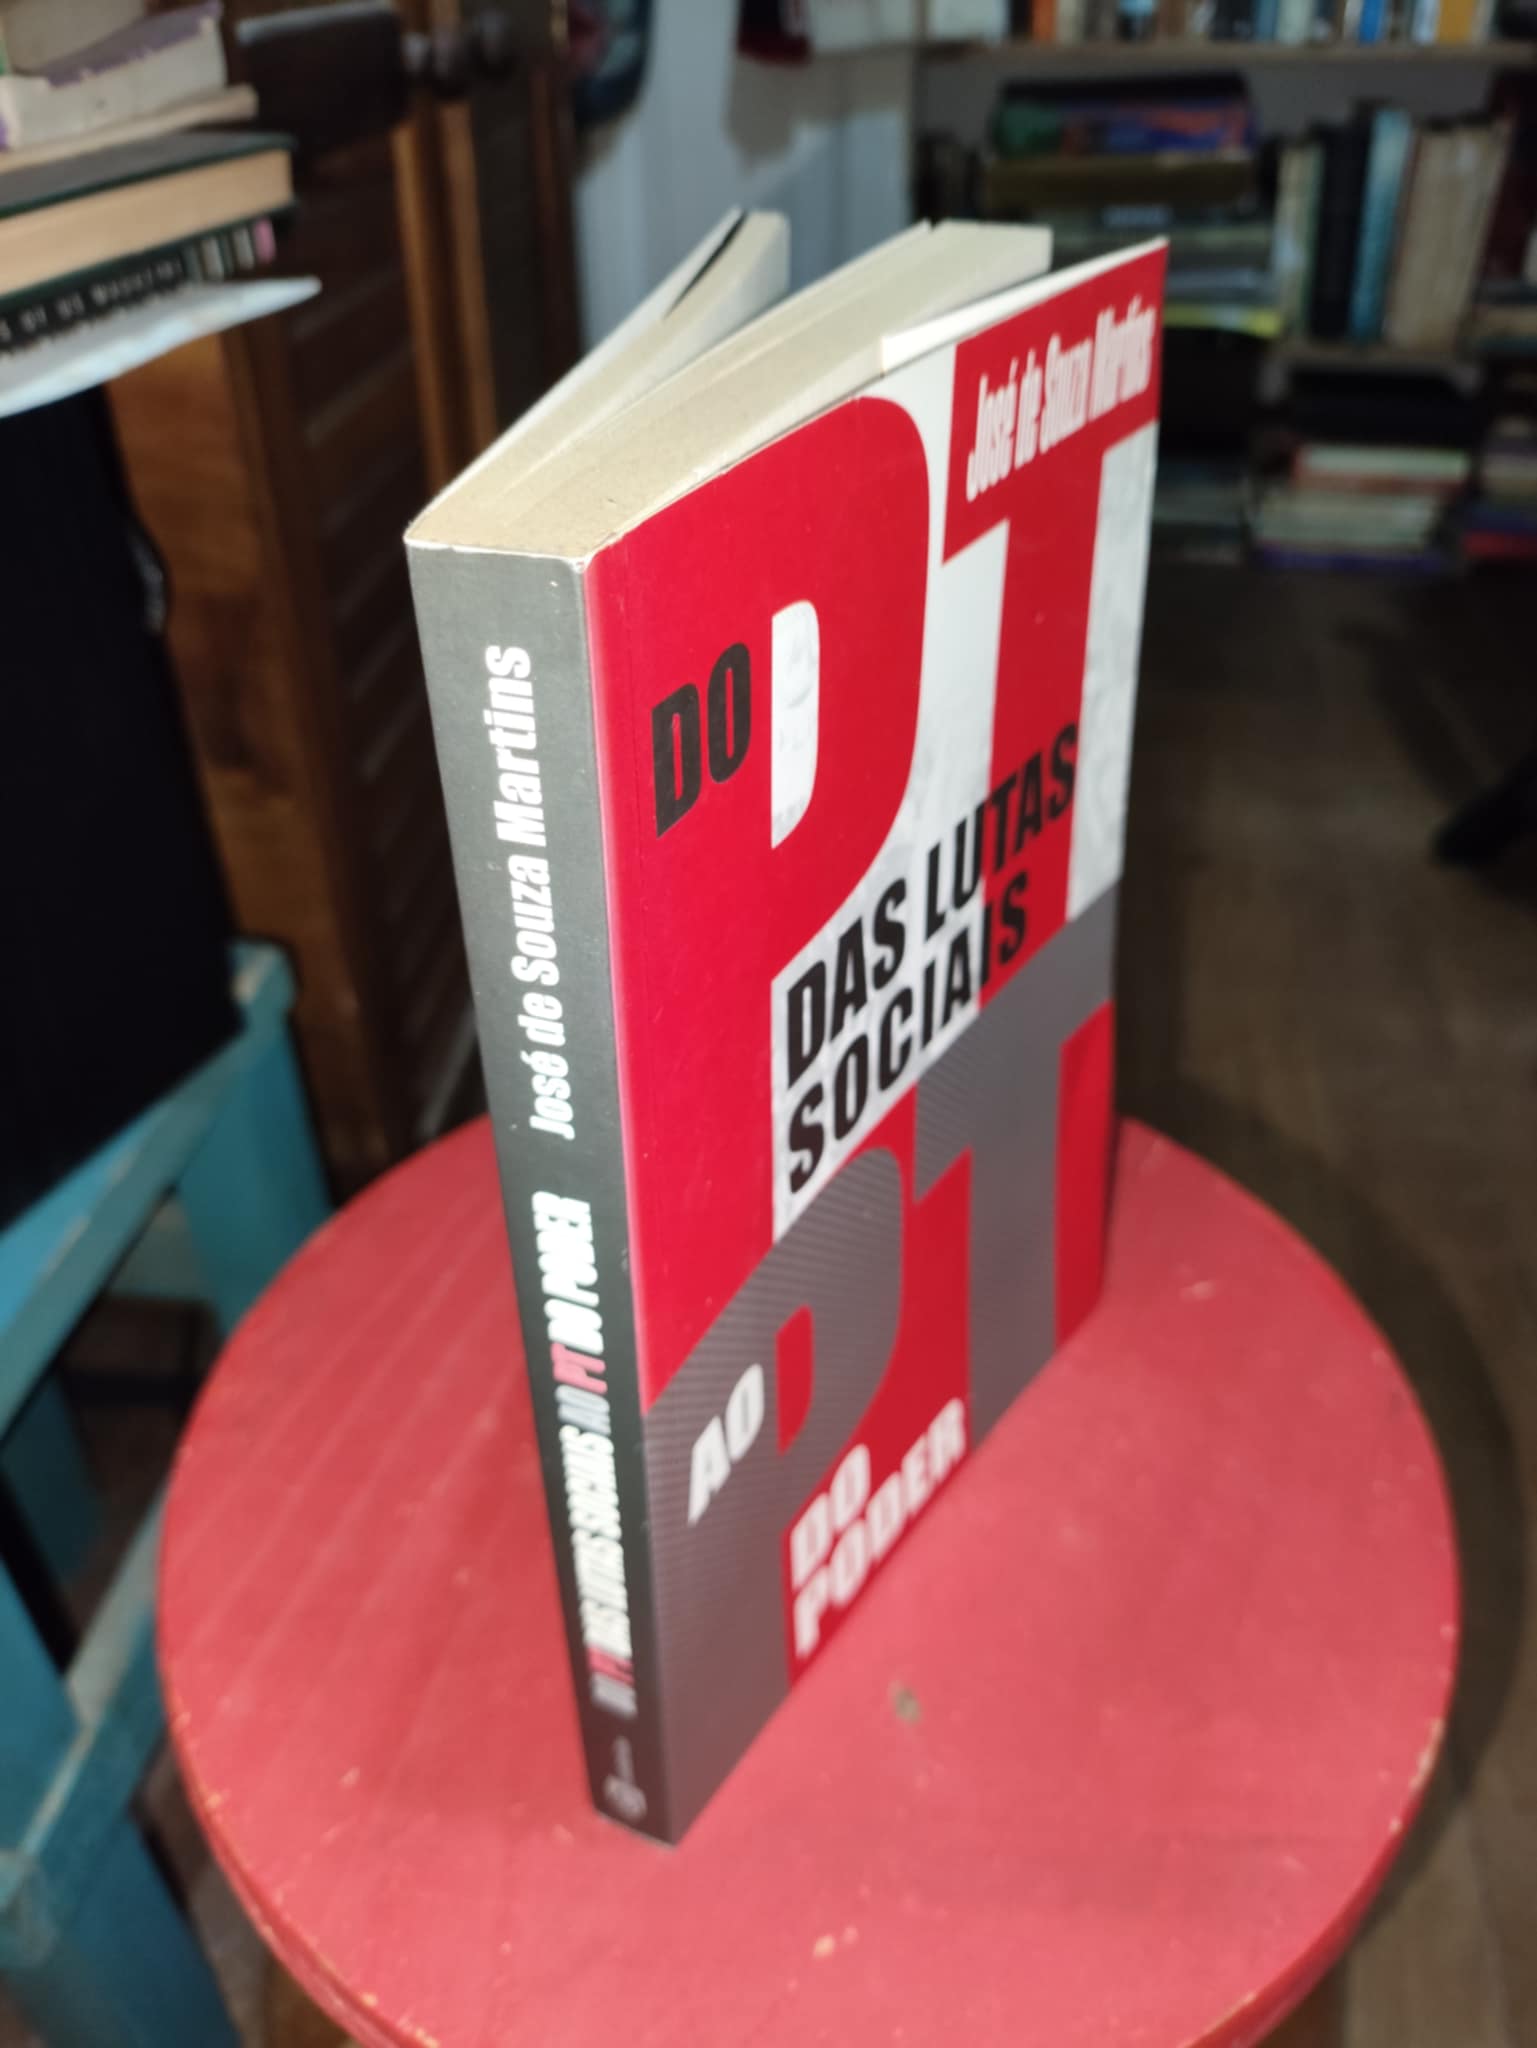 José de Souza Martins
DO PT
DAS LUTAS
SOCIAIS
AO PT
DO
PODER
José de Souza Martins
DO PT DAS LUTAS SOCIAIS AO PT DO PODER